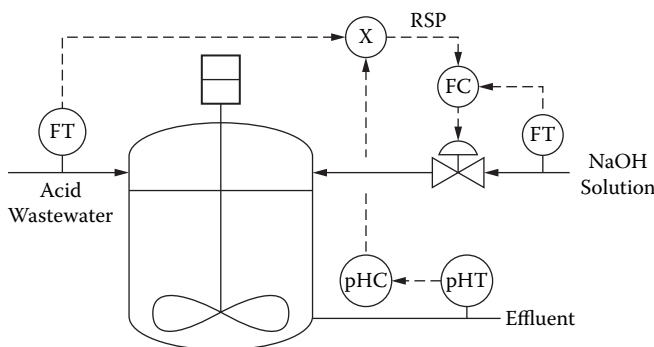 X
RSP
FC
FT
FT
NaOH
Solution
Acid
Wastewater
pHC
pHT
Effluent